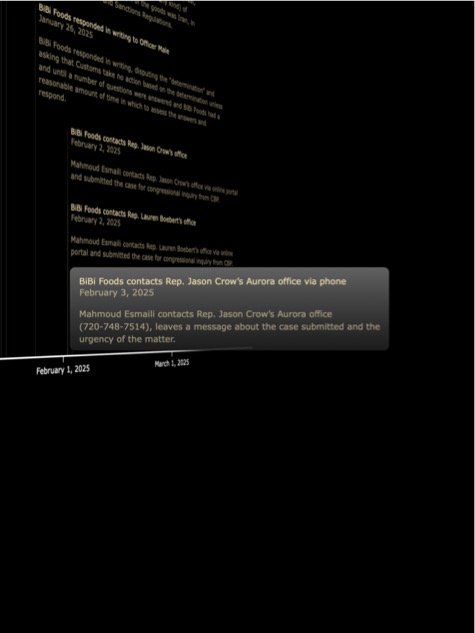 kind) of
of the goods was Iran, in
and Sanctions Regulations.
BiBi Foods responded in writing to Officer Male
January 26, 2025
BiBi Foods responded in writing, disputing the "determination" and
asking that Customs take no action based on the determination unless
and until a number of questions were answered and BiBi Foods had a
reasonable amount of time in which to assess the answers and
respond.
BiBi Foods contacts Rep. Jason Crow's office
February 2, 2025
Mahmoud Esmaili contacts Rep. Jason Crow's office via online portal
and submitted the case for congressional inquiry from CBP.
BiBi Foods contacts Rep. Lauren Boebert's office
February 2, 2025
Mahmoud Esmaili contacts Rep. Lauren Boebert's office via online
portal and submitted the case for congressional inquiry from CBP.
BiBi Foods contacts Rep. Jason Crow's Aurora office via phone
February 3, 2025
Mahmoud Esmaili contacts Rep. Jason Crow's Aurora office
(720-748-7514), leaves a message about the case submitted and the
urgency of the matter.
February 1, 2025
March 1, 2025